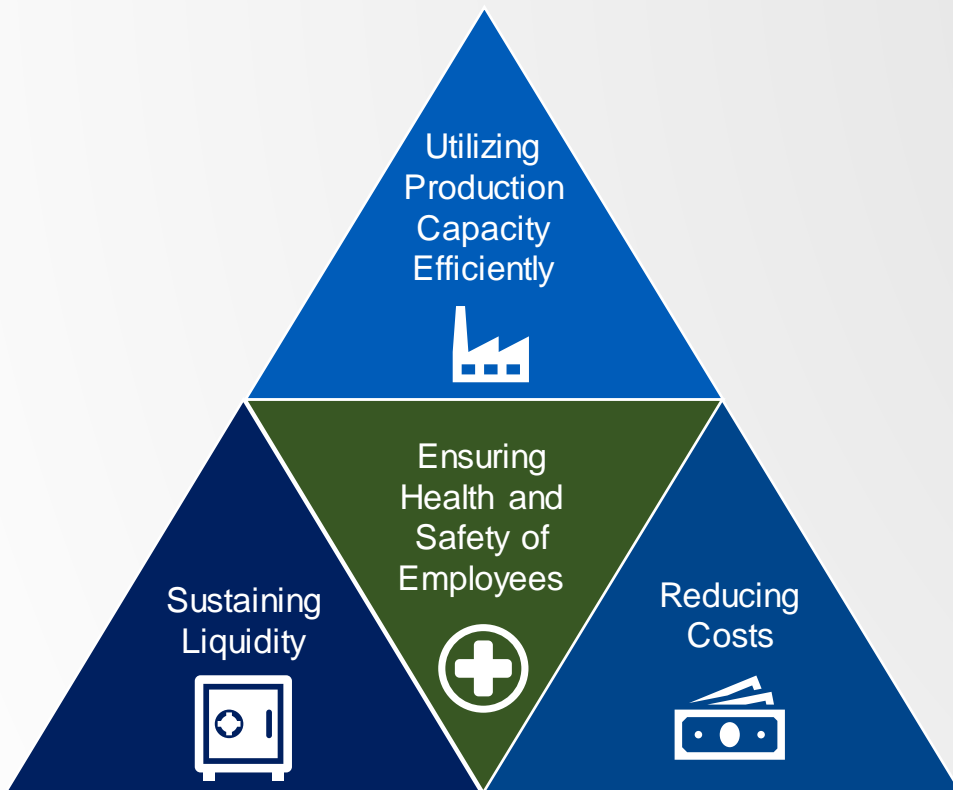 Utilizing
Production
Capacity
Efficiently
Ensuring
Health and
Safety of
Employees
Sustaining
Liquidity
Reducing
Costs